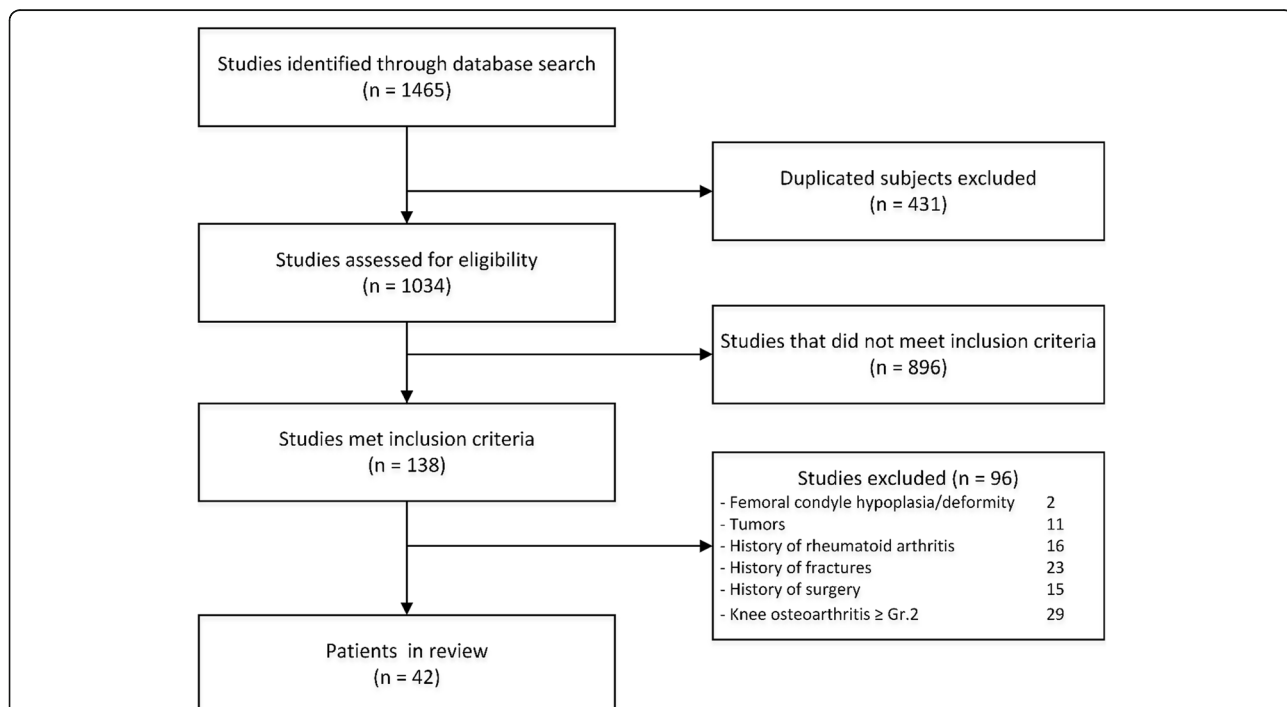 Studies identified through database search
(n = 1465)
Duplicated subjects excluded
(n = 431)
Studies assessed for eligibility
(n = 1034)
Studies that did not meet inclusion criteria
(n = 896)
Studies met inclusion criteria
(n = 138)
Studies excluded (n = 96)
- Femoral condyle hypoplasia/deformity 2
- Tumors 11
- History of rheumatoid arthritis 16
- History of fractures 23
- History of surgery 15
- Knee osteoarthritis ≥ Gr.2 29
Patients in review
(n = 42)